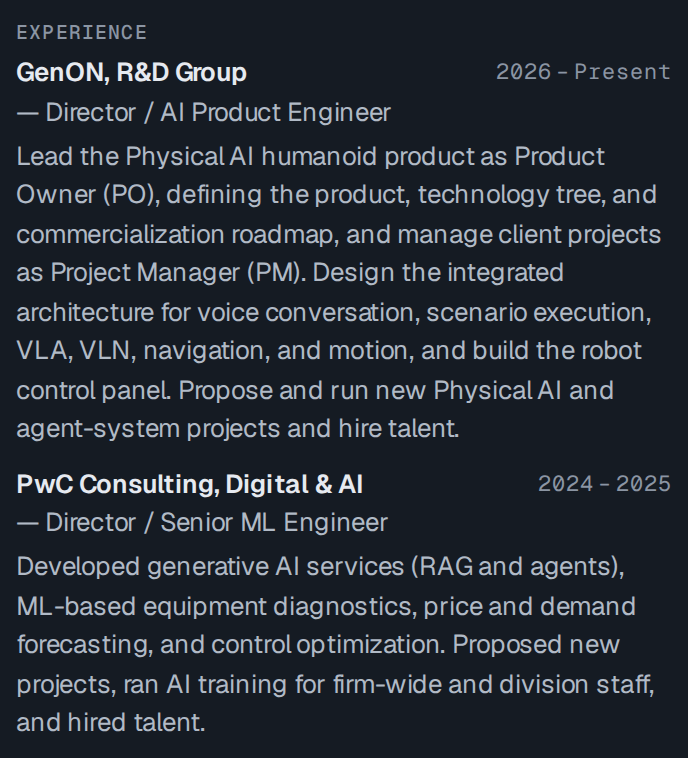 EXPERIENCE
GenON, R&D Group 2026 – Present
— Director / AI Product Engineer
Lead the Physical AI humanoid product as Product
Owner (PO), defining the product, technology tree, and
commercialization roadmap, and manage client projects
as Project Manager (PM). Design the integrated
architecture for voice conversation, scenario execution,
VLA, VLN, navigation, and motion, and build the robot
control panel. Propose and run new Physical AI and
agent-system projects and hire talent.
PwC Consulting, Digital & AI 2024 – 2025
— Director / Senior ML Engineer
Developed generative AI services (RAG and agents),
ML-based equipment diagnostics, price and demand
forecasting, and control optimization. Proposed new
projects, ran AI training for firm-wide and division staff,
and hired talent.